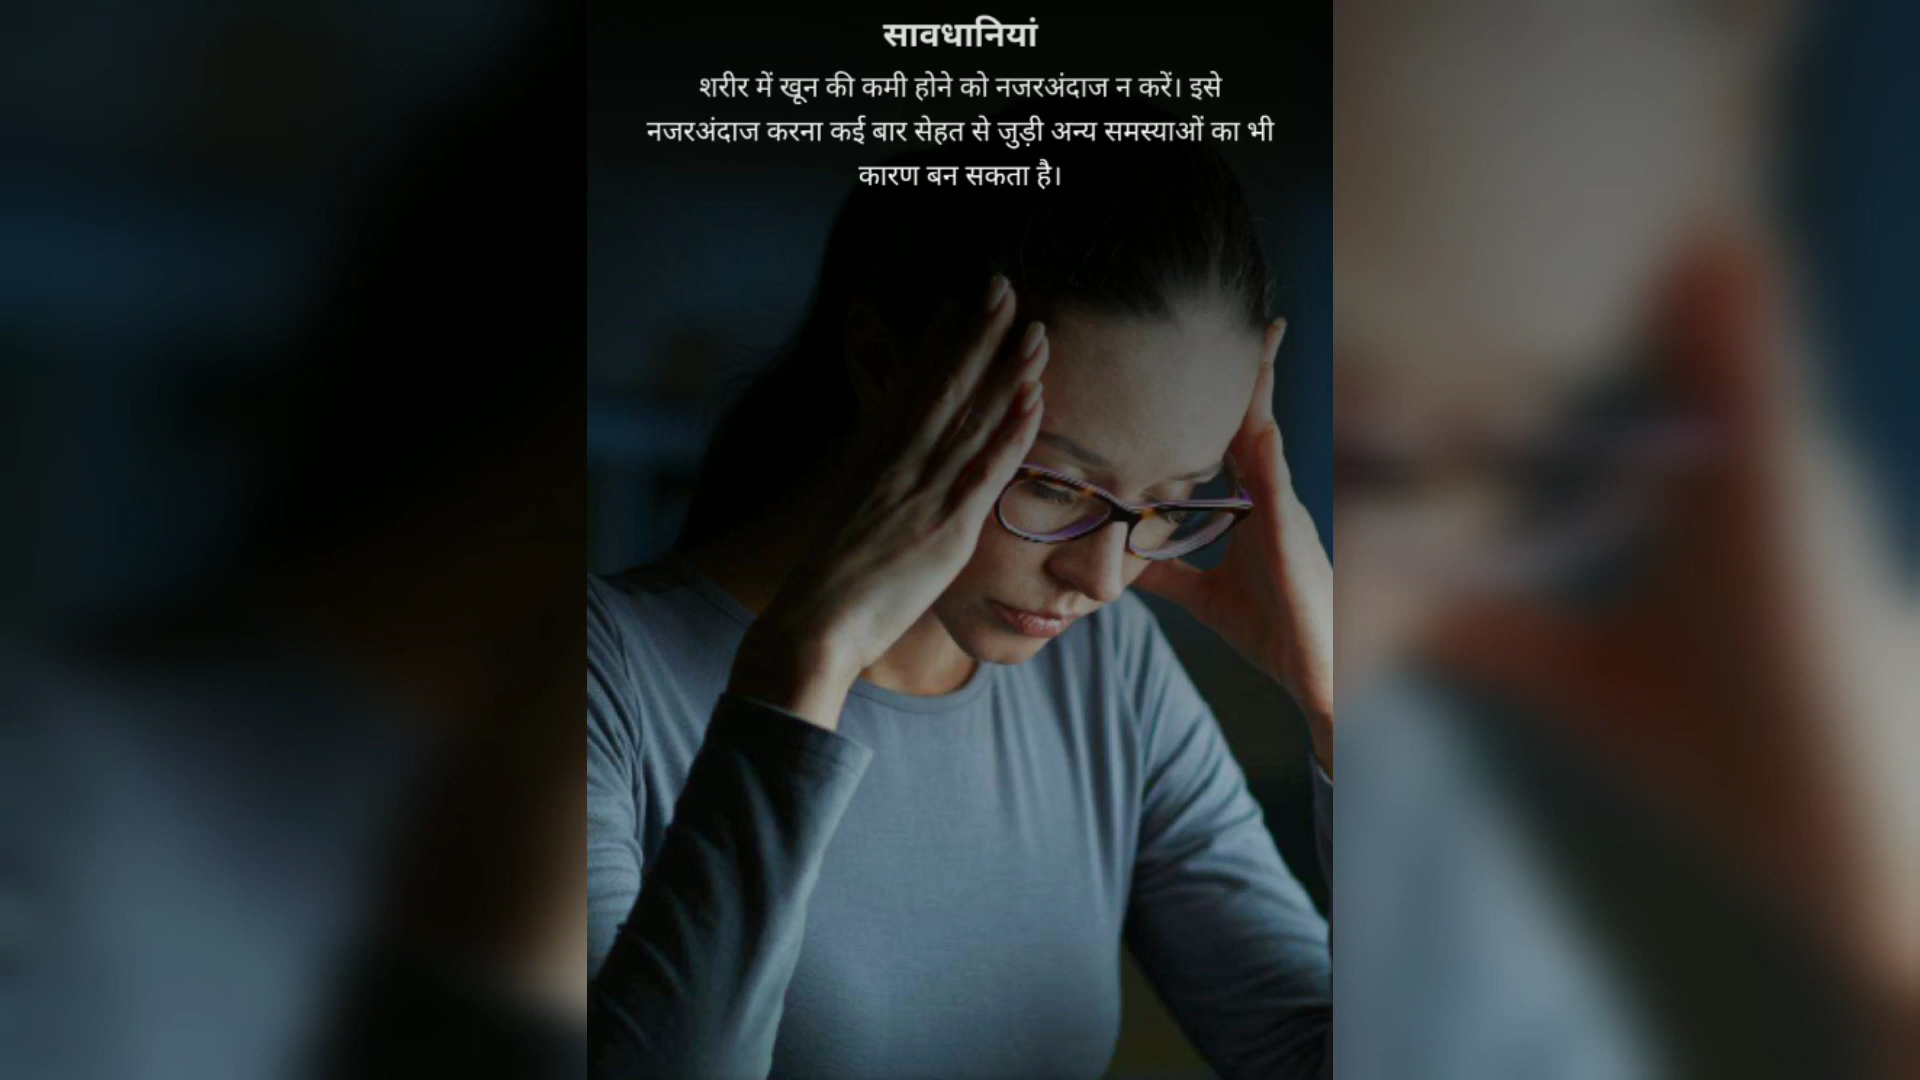 सावधानियां
शरीर में खून की कमी होने को नजरअंदाज न करें। इसे
नजरअंदाज करना कई बार सेहत से जुड़ी अन्य समस्याओं का भी
कारण बन सकता है।